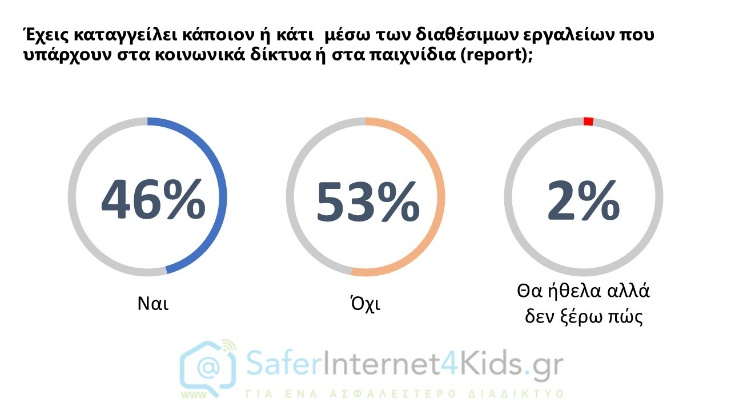 Έχεις καταγγείλει κάποιον ή κάτι  μέσω των διαθέσιμων εργαλείων που
υπάρχουν στα κοινωνικά δίκτυα ή στα παιχνίδια (report);
46% 53% 2%
Ναι Όχι Θα ήθελα αλλά
δεν ξέρω πώς
@ SaferInternet4Kids.gr
www ΓΙΑ ΕΝΑ ΑΣΦΑΛΕΣΤΕΡΟ ΔΙΑΔΙΚΤΥΟ